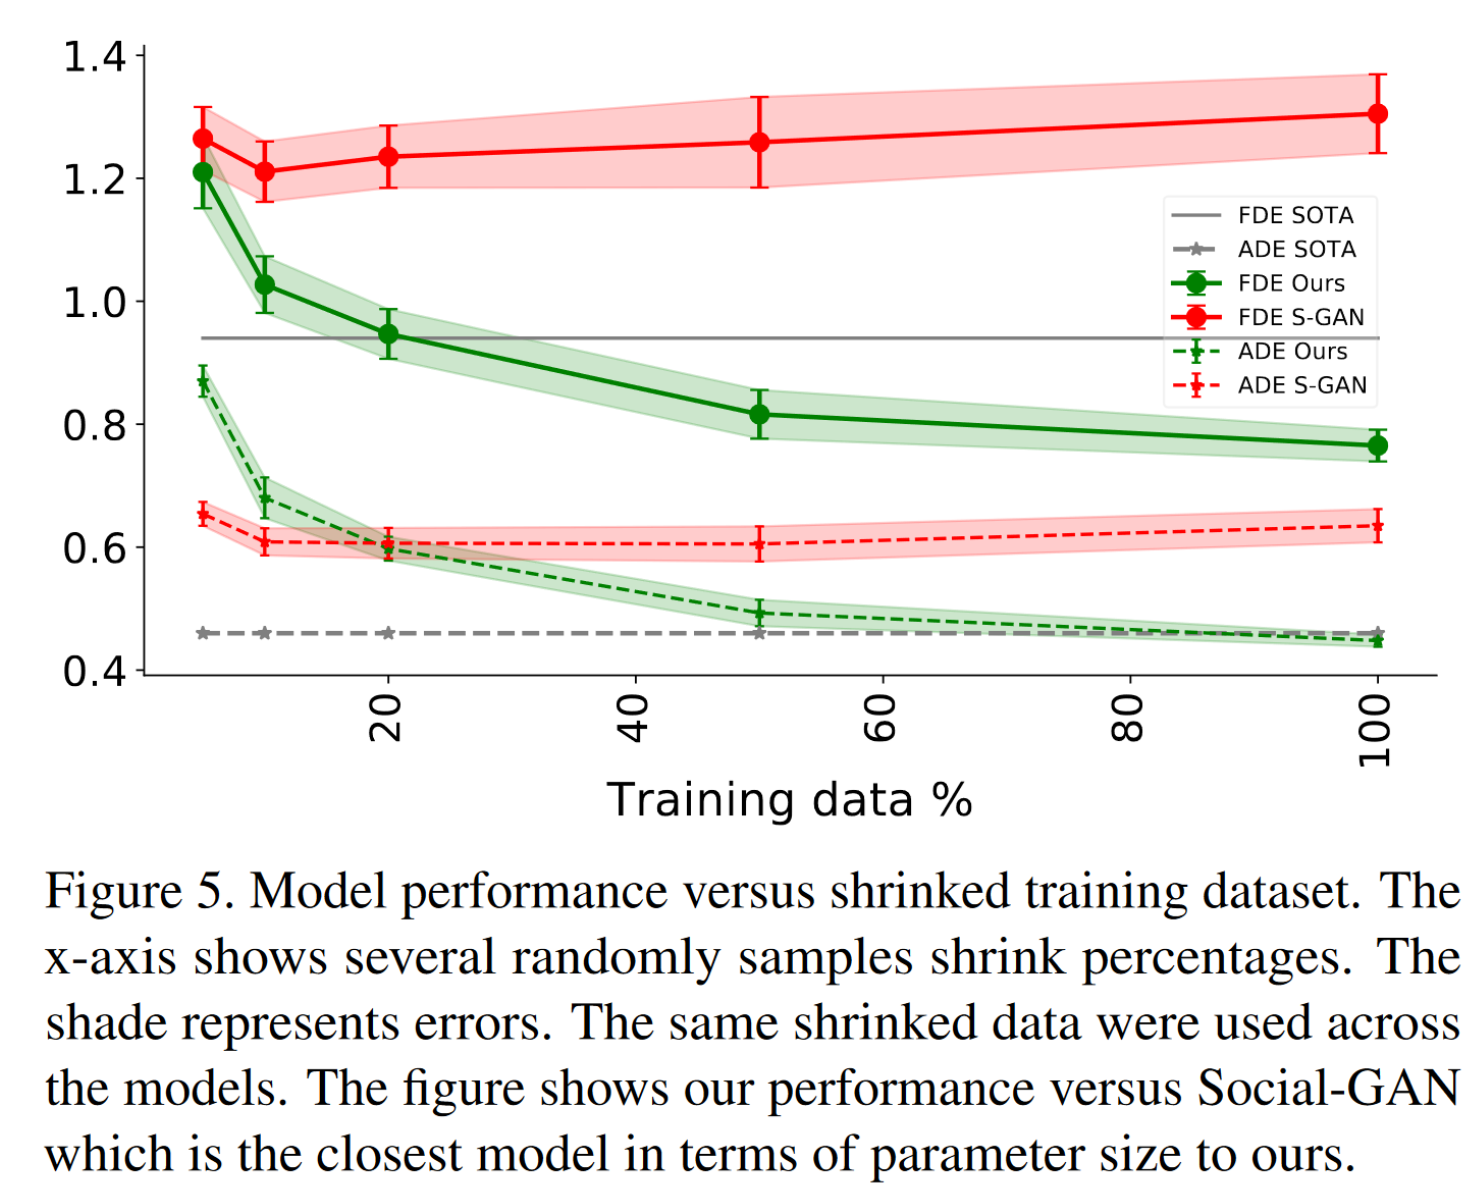 1.4
1.2
1.0
0.8
0.6
0.4
FDE SOTA
ADE SOTA
FDE Ours
FDE S-GAN
ADE Ours
ADE S-GAN
20
40
60
80
100
Training data %
Figure 5. Model performance versus shrinked training dataset. The
x-axis shows several randomly samples shrink percentages. The
shade represents errors. The same shrinked data were used across
the models. The figure shows our performance versus Social-GAN
which is the closest model in terms of parameter size to ours.